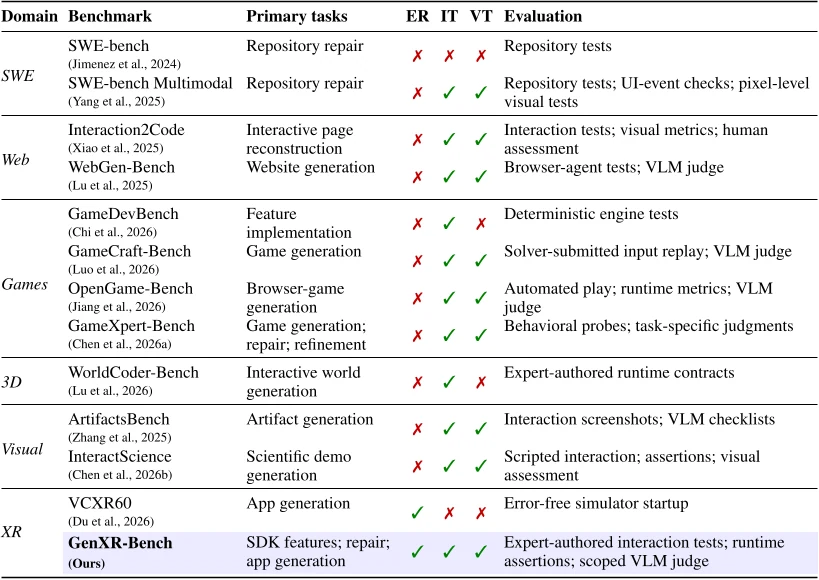 Domain Benchmark Primary tasks ER IT VT Evaluation
SWE
SWE-bench Repository repair ✗ ✗ ✗ Repository tests
(Jimenez et al., 2024)
SWE-bench Multimodal Repository repair ✗ ✓ ✓ Repository tests; UI-event checks; pixel-level
(Yang et al., 2025) visual tests
Web
Interaction2Code Interactive page ✗ ✓ ✓ Interaction tests; visual metrics; human
(Xiao et al., 2025) reconstruction assessment
WebGen-Bench Website generation ✗ ✓ ✓ Browser-agent tests; VLM judge
(Lu et al., 2025)
Games
GameDevBench Feature ✗ ✓ ✗ Deterministic engine tests
(Chi et al., 2026) implementation
GameCraft-Bench Game generation ✗ ✓ ✓ Solver-submitted input replay; VLM judge
(Luo et al., 2026)
OpenGame-Bench Browser-game ✗ ✓ ✓ Automated play; runtime metrics; VLM
(Jiang et al., 2026) generation judge
GameXpert-Bench Game generation; ✗ ✓ ✓ Behavioral probes; task-specific judgments
(Chen et al., 2026a) repair; refinement
3D
WorldCoder-Bench Interactive world ✗ ✓ ✗ Expert-authored runtime contracts
(Lu et al., 2026) generation
Visual
ArtifactsBench Artifact generation ✗ ✓ ✓ Interaction screenshots; VLM checklists
(Zhang et al., 2025)
InteractScience Scientific demo ✗ ✓ ✓ Scripted interaction; assertions; visual
(Chen et al., 2026b) generation assessment
XR
VCXR60 App generation ✓ ✗ ✗ Error-free simulator startup
(Du et al., 2026)
GenXR-Bench SDK features; repair; ✓ ✓ ✓ Expert-authored interaction tests; runtime
(Ours) app generation assertions; scoped VLM judge